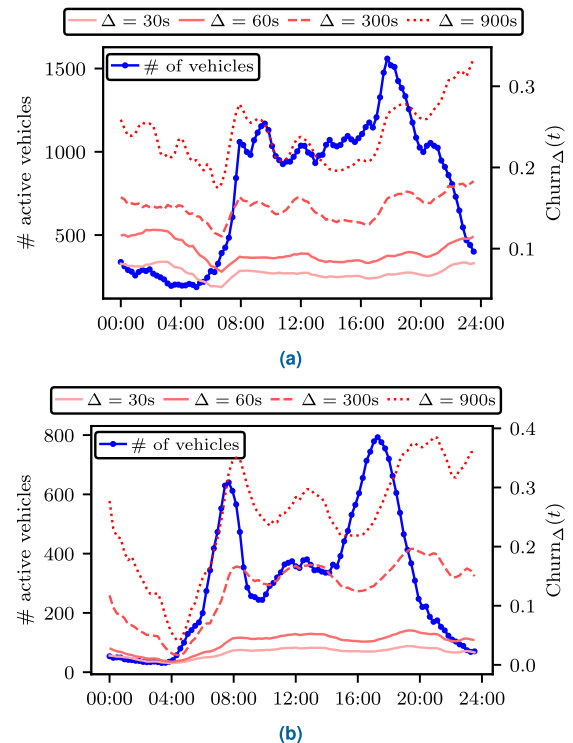 Δ = 30s Δ = 60s Δ = 300s Δ = 900s
# of vehicles
# active vehicles
1500
1000
500
0.3
0.2
0.1
Churn_Δ(t)
00:00 04:00 08:00 12:00 16:00 20:00 24:00
(a)
Δ = 30s Δ = 60s Δ = 300s Δ = 900s
# of vehicles
# active vehicles
800
600
400
200
0
0.4
0.3
0.2
0.1
0.0
Churn_Δ(t)
00:00 04:00 08:00 12:00 16:00 20:00 24:00
(b)